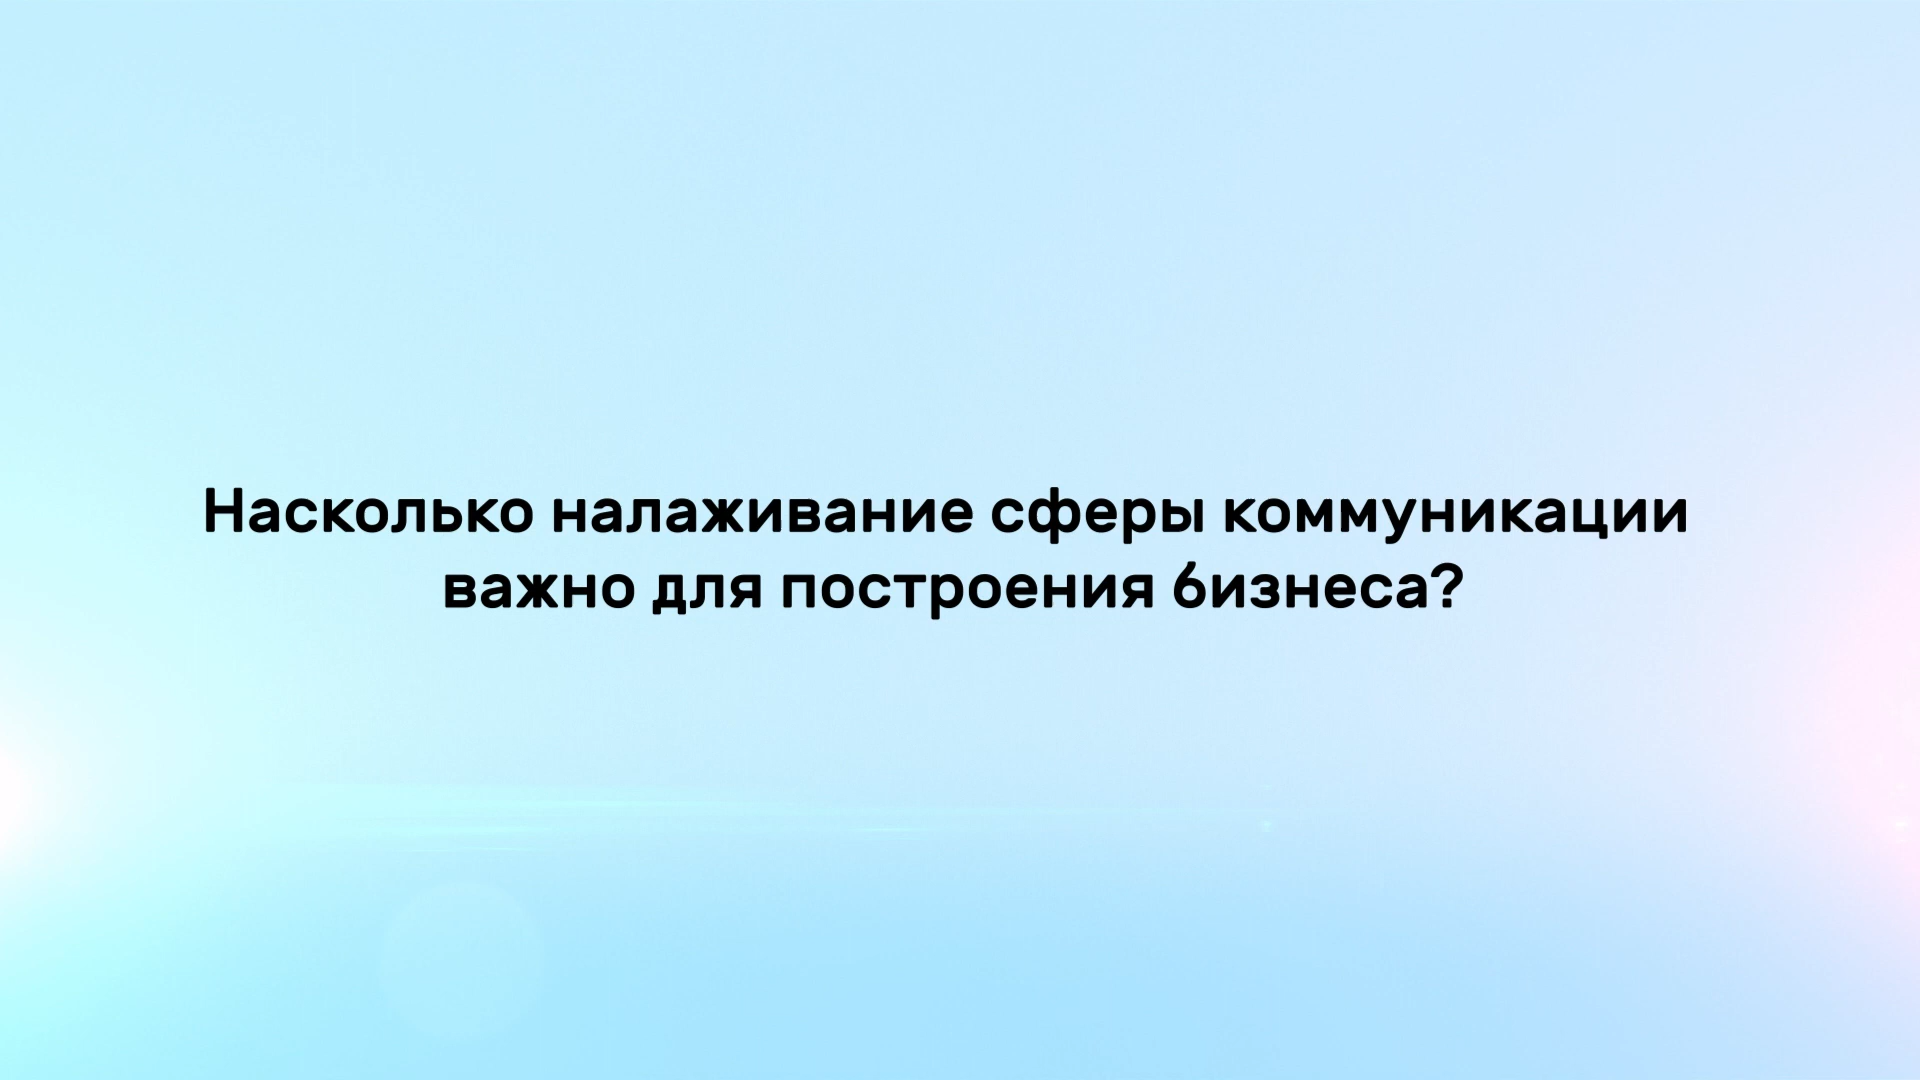 Насколько налаживание сферы коммуникации
важно для построения бизнеса?